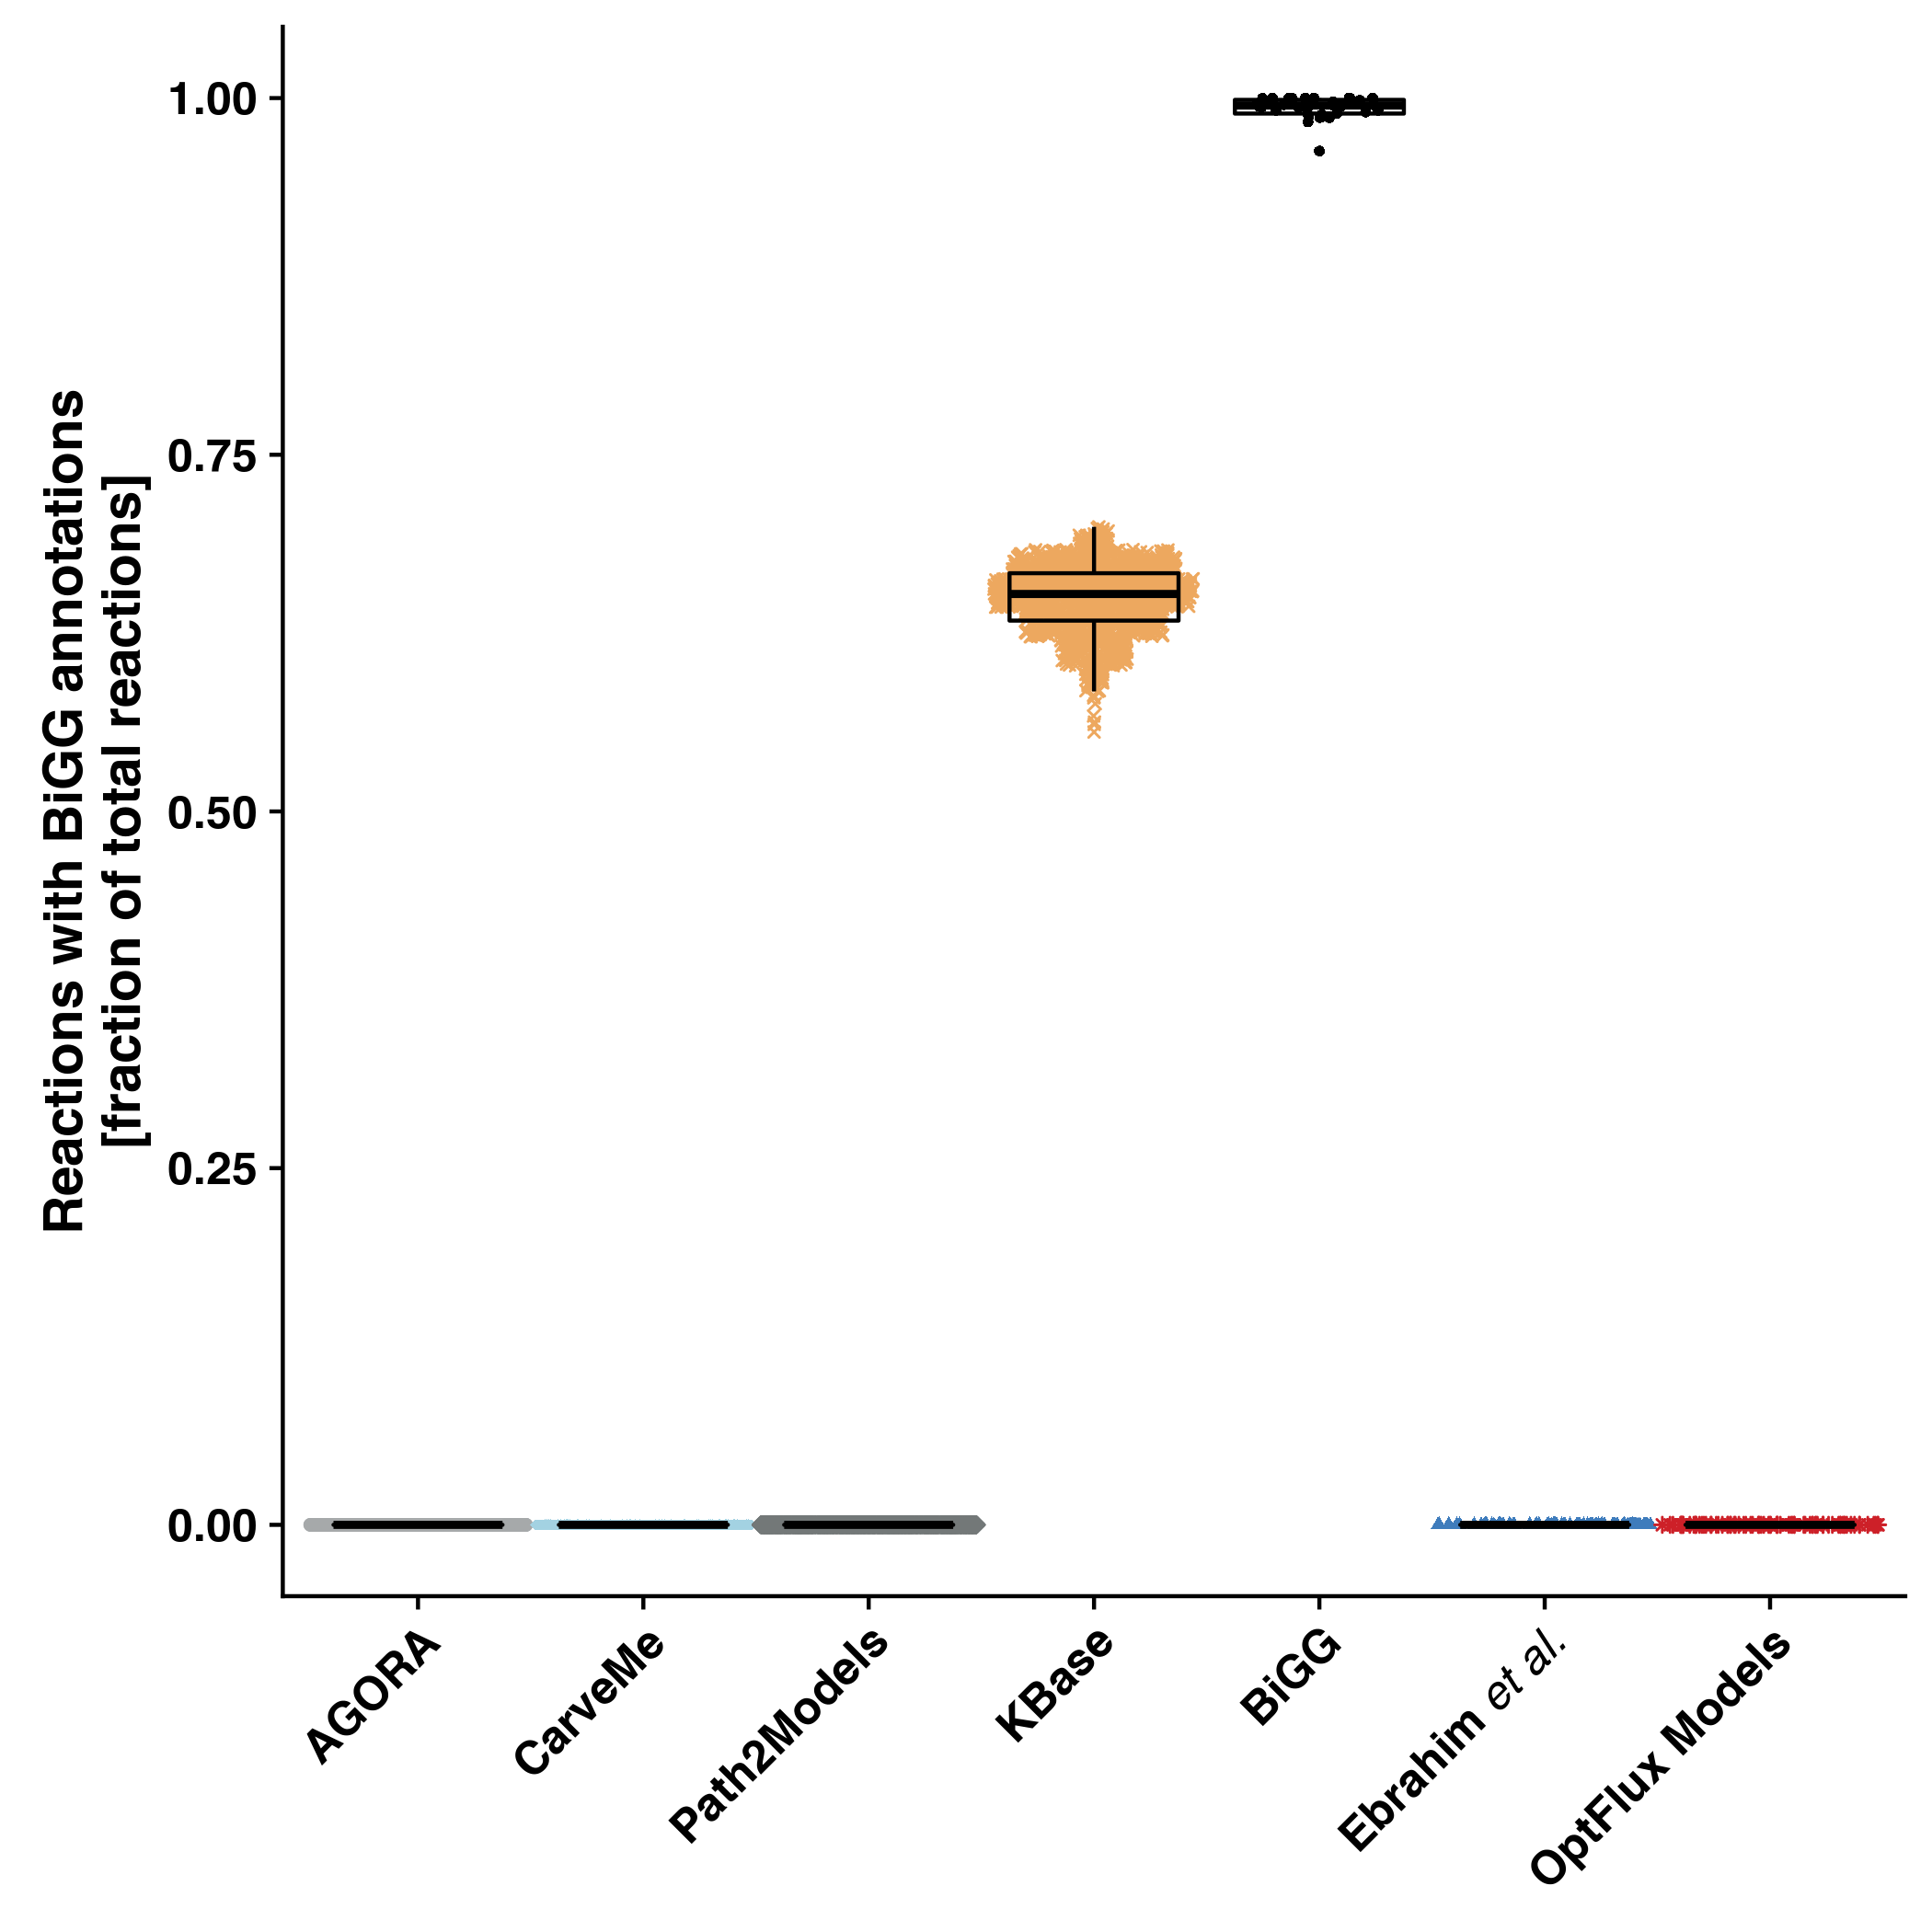 Reactions with BiGG annotations
[fraction of total reactions]
1.00
0.75
0.50
0.25
0.00
AGORA
CarveMe
Path2Models
KBase
BiGG
Ebrahim et al.
OptFlux Models